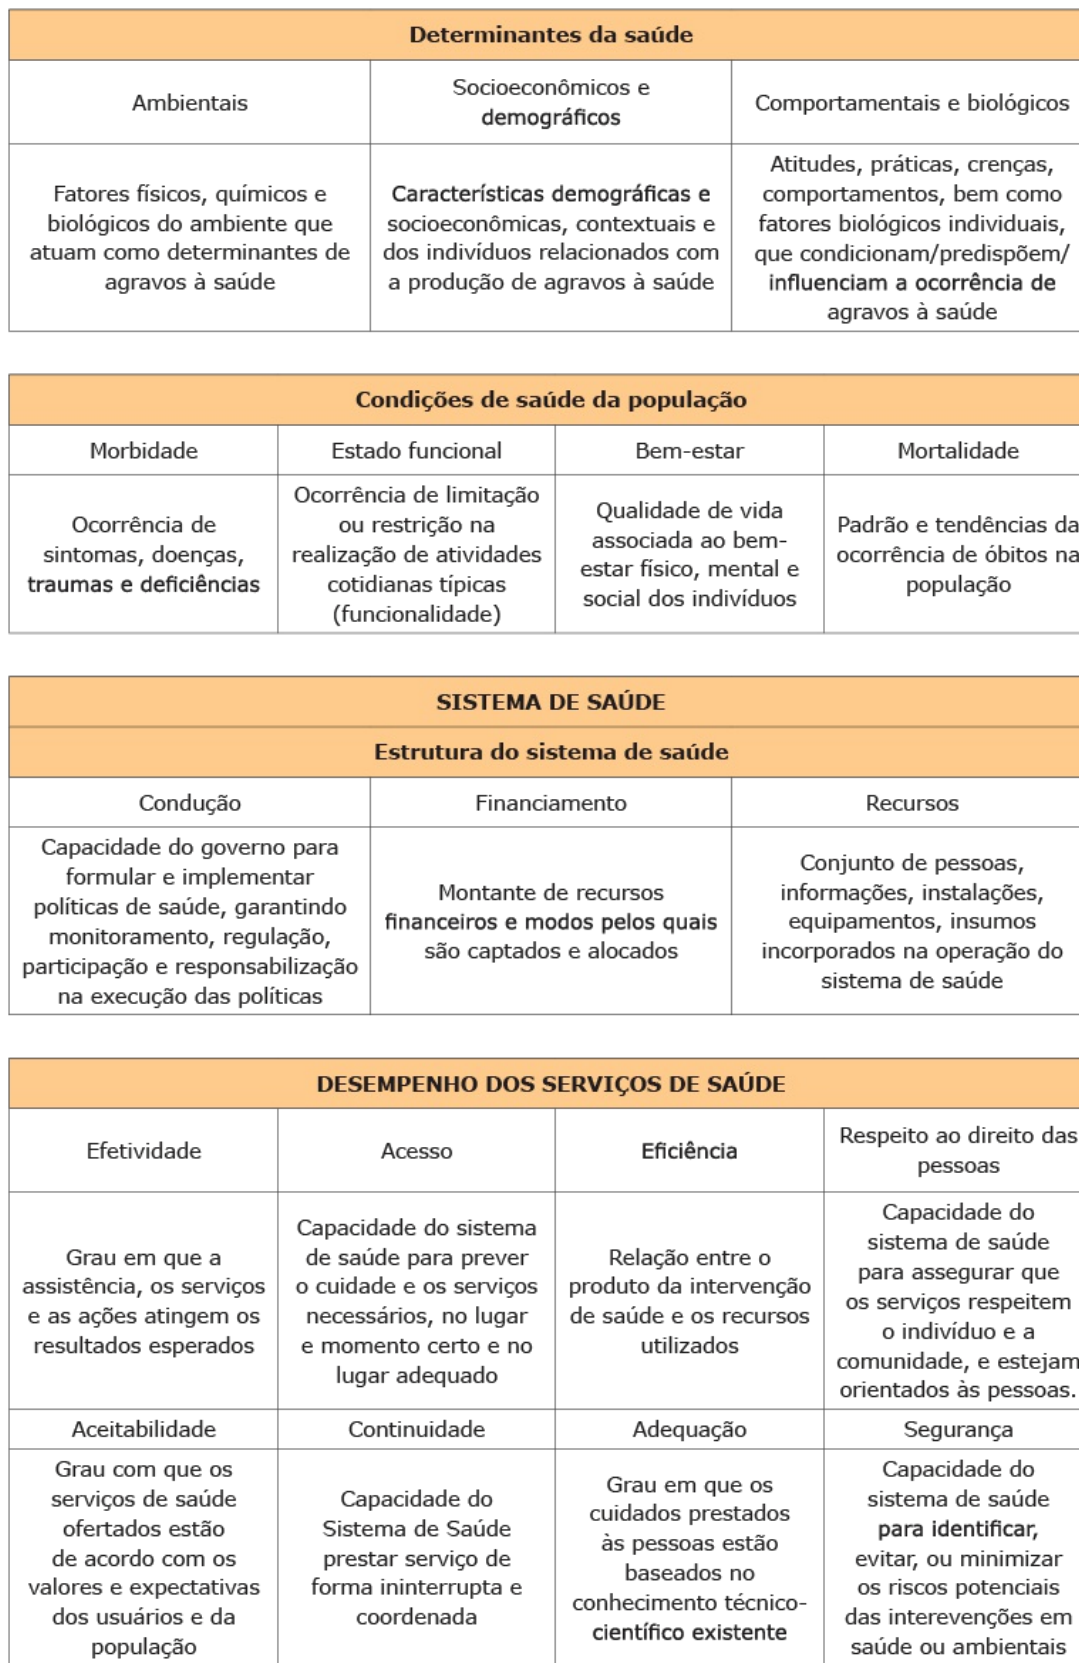 Determinantes da saúde
Ambientais
Socioeconômicos e
demográficos
Comportamentais e biológicos
Fatores físicos, químicos e
biológicos do ambiente que
atuam como determinantes de
agravos à saúde
Características demográficas e
socioeconômicas, contextuais e
dos indivíduos relacionados com
a produção de agravos à saúde
Atitudes, práticas, crenças,
comportamentos, bem como
fatores biológicos individuais,
que condicionam/predispõem/
influenciam a ocorrência de
agravos à saúde
Condições de saúde da população
Morbidade
Estado funcional
Bem-estar
Mortalidade
Ocorrência de
sintomas, doenças,
traumas e deficiências
Ocorrência de limitação
ou restrição na
realização de atividades
cotidianas típicas
(funcionalidade)
Qualidade de vida
associada ao bem-
estar físico, mental e
social dos indivíduos
Padrão e tendências da
ocorrência de óbitos na
população
SISTEMA DE SAÚDE
Estrutura do sistema de saúde
Condução
Financiamento
Recursos
Capacidade do governo para
formular e implementar
políticas de saúde, garantindo
monitoramento, regulação,
participação e responsabilização
na execução das políticas
Montante de recursos
financeiros e modos pelos quais
são captados e alocados
Conjunto de pessoas,
informações, instalações,
equipamentos, insumos
incorporados na operação do
sistema de saúde
DESEMPENHO DOS SERVIÇOS DE SAÚDE
Efetividade
Acesso
Eficiência
Respeito ao direito das
pessoas
Grau em que a
assistência, os serviços
e as ações atingem os
resultados esperados
Capacidade do sistema
de saúde para prever
o cuidade e os serviços
necessários, no lugar
e momento certo e no
lugar adequado
Relação entre o
produto da intervenção
de saúde e os recursos
utilizados
Capacidade do
sistema de saúde
para assegurar que
os serviços respeitem
o indivíduo e a
comunidade, e estejam
orientados às pessoas.
Aceitabilidade
Continuidade
Adequação
Segurança
Grau com que os
serviços de saúde
ofertados estão
de acordo com os
valores e expectativas
dos usuários e da
população
Capacidade do
Sistema de Saúde
prestar serviço de
forma ininterrupta e
coordenada
Grau em que os
cuidados prestados
às pessoas estão
baseados no
conhecimento técnico-
científico existente
Capacidade do
sistema de saúde
para identificar,
evitar, ou minimizar
os riscos potenciais
das interevenções em
saúde ou ambientais